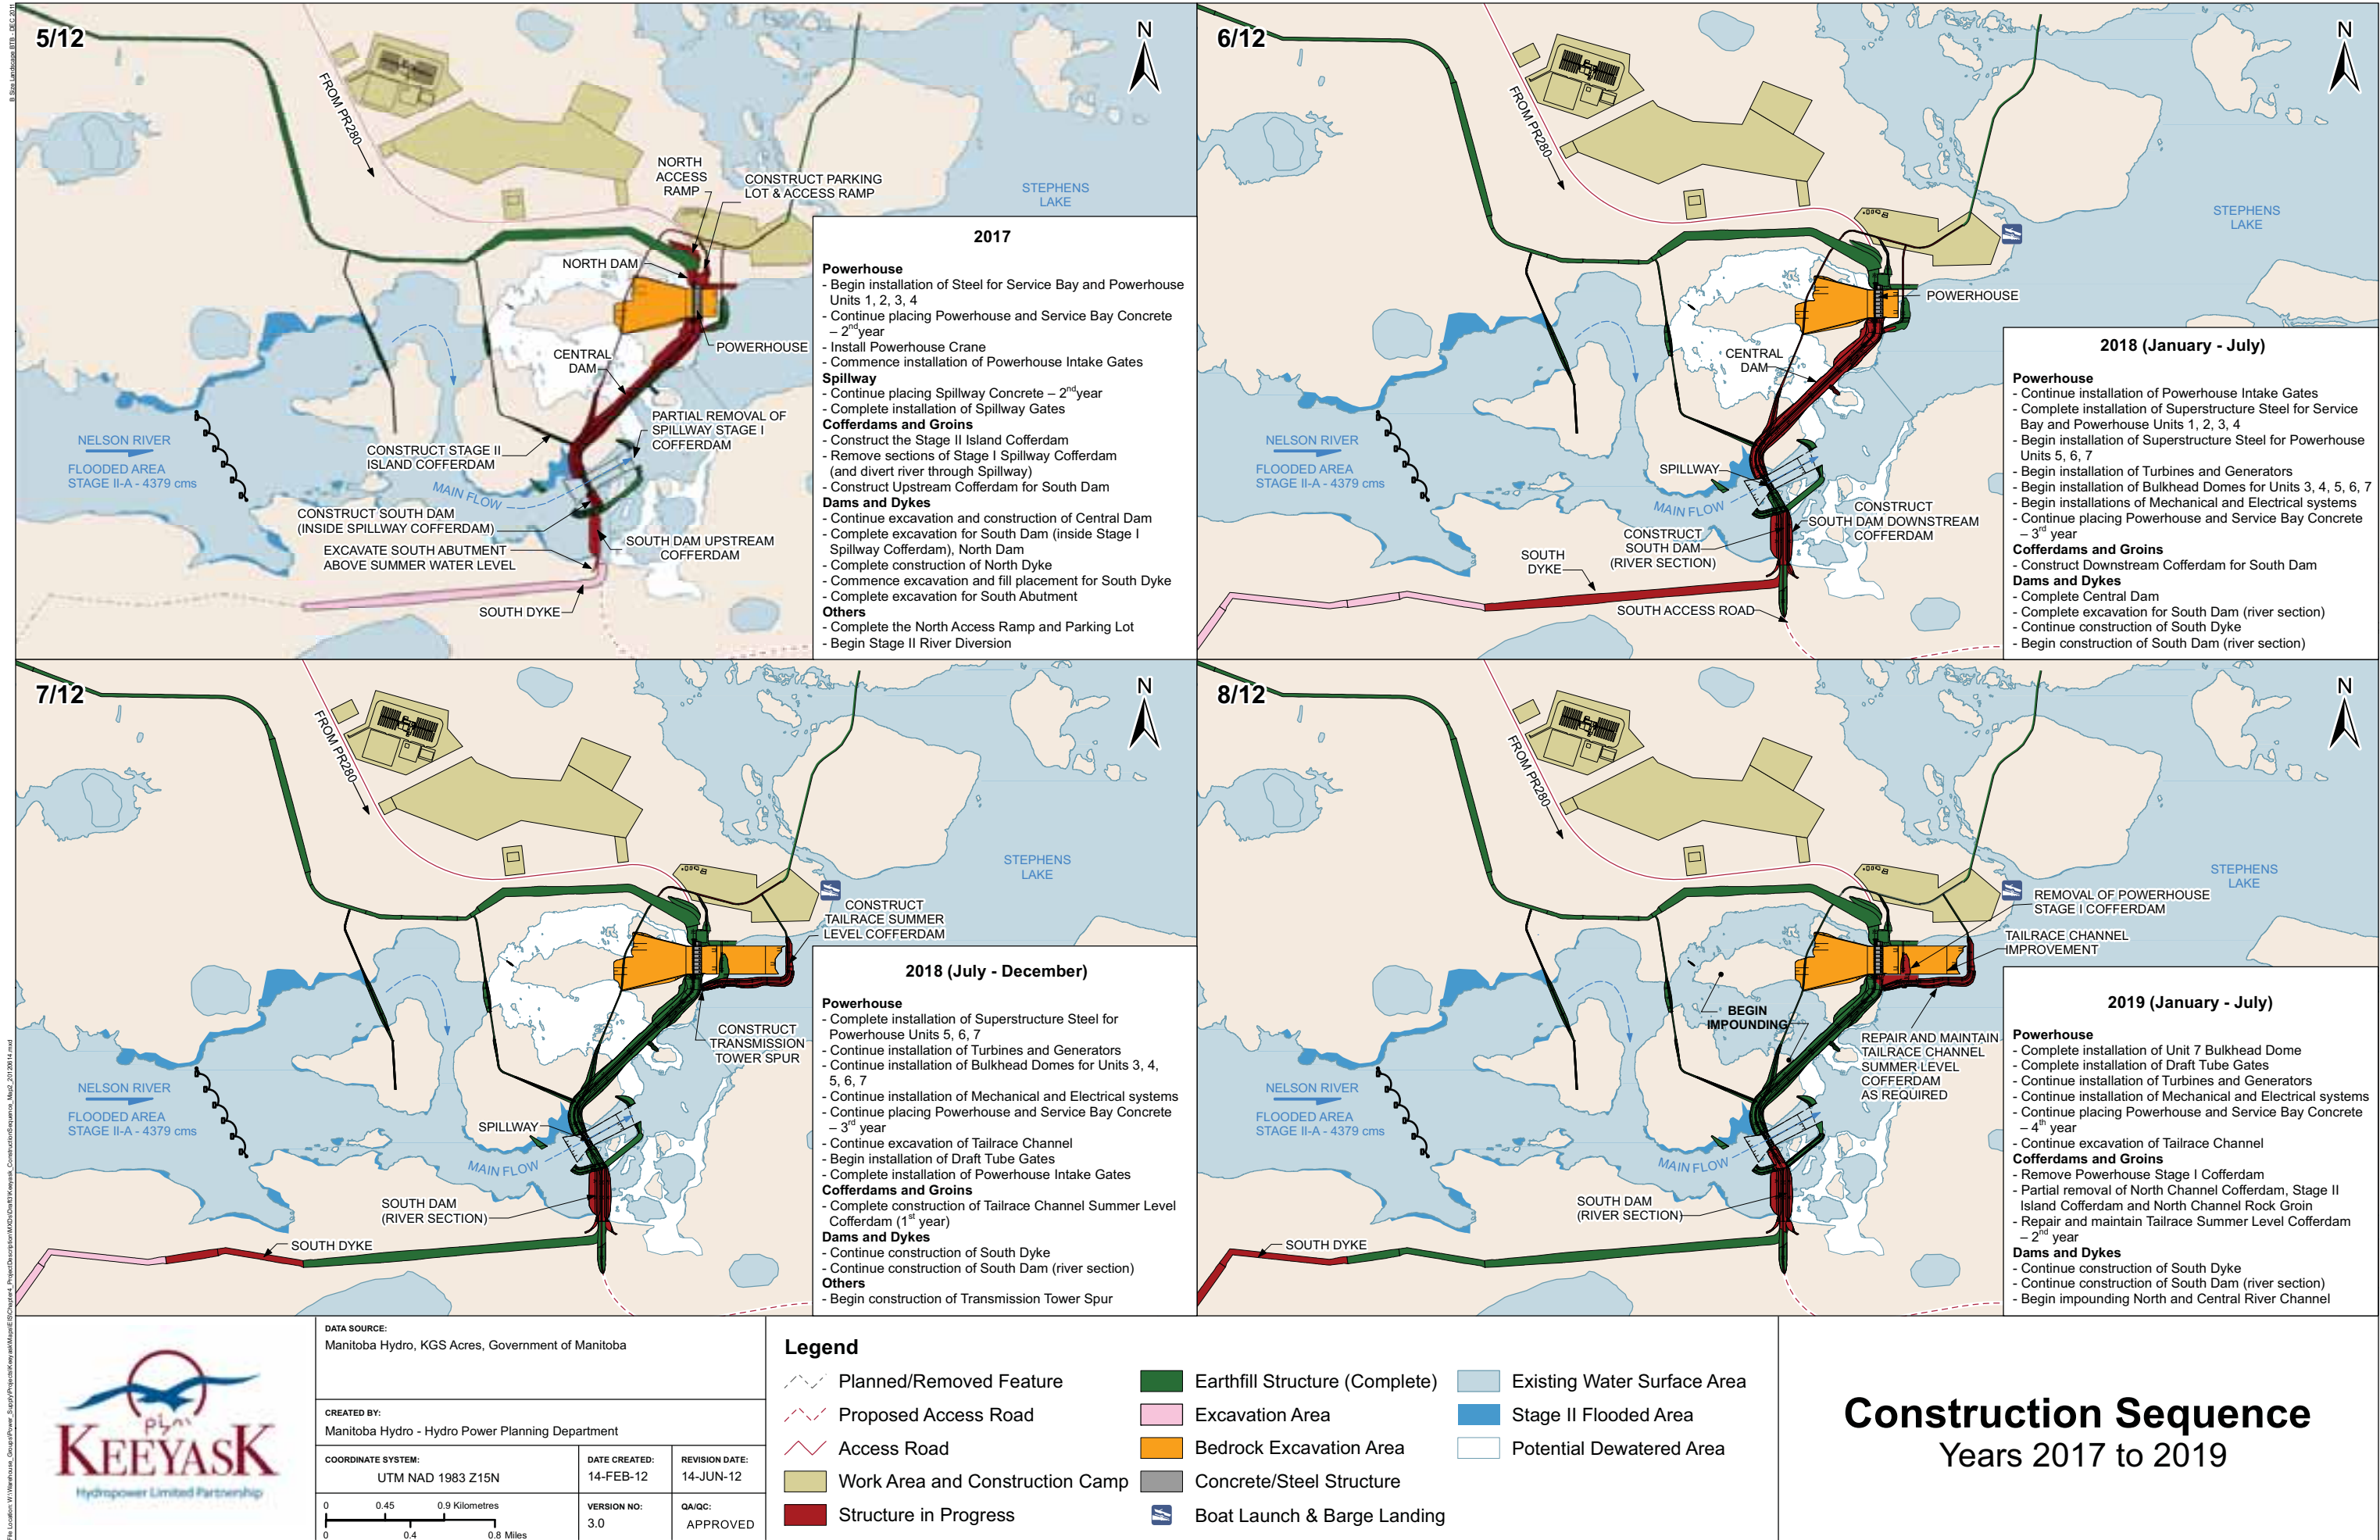 B Size Landscape BTB - DEC 2011
5/12
N
FROM PR280
NORTH
ACCESS
RAMP
CONSTRUCT PARKING
LOT & ACCESS RAMP
STEPHENS
LAKE
NORTH DAM
POWERHOUSE
CENTRAL
DAM
PARTIAL REMOVAL OF
SPILLWAY STAGE I
COFFERDAM
NELSON RIVER
FLOODED AREA
STAGE II-A - 4379 cms
CONSTRUCT STAGE II
ISLAND COFFERDAM
MAIN FLOW
CONSTRUCT SOUTH DAM
(INSIDE SPILLWAY COFFERDAM)
EXCAVATE SOUTH ABUTMENT
ABOVE SUMMER WATER LEVEL
SOUTH DAM UPSTREAM
COFFERDAM
SOUTH DYKE
2017
Powerhouse
- Begin installation of Steel for Service Bay and Powerhouse
Units 1, 2, 3, 4
- Continue placing Powerhouse and Service Bay Concrete
– 2nd year
- Install Powerhouse Crane
- Commence installation of Powerhouse Intake Gates
Spillway
- Continue placing Spillway Concrete – 2nd year
- Complete installation of Spillway Gates
Cofferdams and Groins
- Construct the Stage II Island Cofferdam
- Remove sections of Stage I Spillway Cofferdam
(and divert river through Spillway)
- Construct Upstream Cofferdam for South Dam
Dams and Dykes
- Continue excavation and construction of Central Dam
- Complete excavation for South Dam (inside Stage I
Spillway Cofferdam), North Dam
- Complete construction of North Dyke
- Commence excavation and fill placement for South Dyke
- Complete excavation for South Abutment
Others
- Complete the North Access Ramp and Parking Lot
- Begin Stage II River Diversion
6/12
N
FROM PR280
STEPHENS
LAKE
POWERHOUSE
CENTRAL
DAM
NELSON RIVER
FLOODED AREA
STAGE II-A - 4379 cms
SPILLWAY
MAIN FLOW
CONSTRUCT
SOUTH DAM DOWNSTREAM
COFFERDAM
CONSTRUCT
SOUTH DAM
(RIVER SECTION)
SOUTH
DYKE
SOUTH ACCESS ROAD
2018 (January - July)
Powerhouse
- Continue installation of Powerhouse Intake Gates
- Complete installation of Superstructure Steel for Service
Bay and Powerhouse Units 1, 2, 3, 4
- Begin installation of Superstructure Steel for Powerhouse
Units 5, 6, 7
- Begin installation of Turbines and Generators
- Begin installation of Bulkhead Domes for Units 3, 4, 5, 6, 7
- Begin installations of Mechanical and Electrical systems
- Continue placing Powerhouse and Service Bay Concrete
– 3rd year
Cofferdams and Groins
- Construct Downstream Cofferdam for South Dam
Dams and Dykes
- Complete Central Dam
- Complete excavation for South Dam (river section)
- Continue construction of South Dyke
- Begin construction of South Dam (river section)
7/12
N
FROM PR280
STEPHENS
LAKE
CONSTRUCT
TAILRACE SUMMER
LEVEL COFFERDAM
CONSTRUCT
TRANSMISSION
TOWER SPUR
NELSON RIVER
FLOODED AREA
STAGE II-A - 4379 cms
SPILLWAY
MAIN FLOW
SOUTH DAM
(RIVER SECTION)
SOUTH DYKE
2018 (July - December)
Powerhouse
- Complete installation of Superstructure Steel for
Powerhouse Units 5, 6, 7
- Continue installation of Turbines and Generators
- Continue installation of Bulkhead Domes for Units 3, 4,
5, 6, 7
- Continue installation of Mechanical and Electrical systems
- Continue placing Powerhouse and Service Bay Concrete
– 3rd year
- Continue excavation of Tailrace Channel
- Begin installation of Draft Tube Gates
- Complete installation of Powerhouse Intake Gates
Cofferdams and Groins
- Complete construction of Tailrace Channel Summer Level
Cofferdam (1st year)
Dams and Dykes
- Continue construction of South Dyke
- Continue construction of South Dam (river section)
Others
- Begin construction of Transmission Tower Spur
8/12
N
FROM PR280
STEPHENS
LAKE
REMOVAL OF POWERHOUSE
STAGE I COFFERDAM
TAILRACE CHANNEL
IMPROVEMENT
BEGIN
IMPOUNDING
REPAIR AND MAINTAIN
TAILRACE CHANNEL
SUMMER LEVEL
COFFERDAM
AS REQUIRED
NELSON RIVER
FLOODED AREA
STAGE II-A - 4379 cms
MAIN FLOW
SOUTH DAM
(RIVER SECTION)
SOUTH DYKE
2019 (January - July)
Powerhouse
- Complete installation of Unit 7 Bulkhead Dome
- Complete installation of Draft Tube Gates
- Continue installation of Turbines and Generators
- Continue installation of Mechanical and Electrical systems
- Continue placing Powerhouse and Service Bay Concrete
– 4th year
- Continue excavation of Tailrace Channel
Cofferdams and Groins
- Remove Powerhouse Stage I Cofferdam
- Partial removal of North Channel Cofferdam, Stage II
Island Cofferdam and North Channel Rock Groin
- Repair and maintain Tailrace Summer Level Cofferdam
– 2nd year
Dams and Dykes
- Continue construction of South Dyke
- Continue construction of South Dam (river section)
- Begin impounding North and Central River Channel
KEEYASK
Hydropower Limited Partnership
DATA SOURCE:
Manitoba Hydro, KGS Acres, Government of Manitoba
CREATED BY:
Manitoba Hydro - Hydro Power Planning Department
COORDINATE SYSTEM:
UTM NAD 1983 Z15N
DATE CREATED:
14-FEB-12
REVISION DATE:
14-JUN-12
0 0.45 0.9 Kilometres
0 0.4 0.8 Miles
VERSION NO:
3.0
QA/QC:
APPROVED
Legend
Planned/Removed Feature
Proposed Access Road
Access Road
Work Area and Construction Camp
Structure in Progress
Earthfill Structure (Complete)
Excavation Area
Bedrock Excavation Area
Concrete/Steel Structure
Boat Launch & Barge Landing
Existing Water Surface Area
Stage II Flooded Area
Potential Dewatered Area
Construction Sequence
Years 2017 to 2019